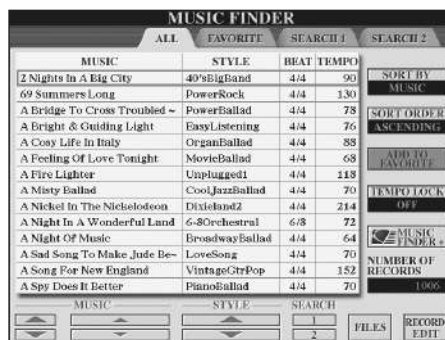 MUSIC FINDER
ALL FAVORITE SEARCH 1 SEARCH 2
MUSIC STYLE BEAT TEMPO
2 Nights In A Big City 40'sBigBand 4/4 90
69 Summers Long PowerRock 4/4 130
A Bridge To Cross Troubled ~ PowerBallad 4/4 78
A Bright & Guiding Light EasyListening 4/4 76
A Cosy Life In Italy OrganBallad 4/4 88
A Feeling Of Love Tonight MovieBallad 4/4 68
A Fire Lighter Unplugged1 4/4 118
A Misty Ballad CoolJazzBallad 4/4 70
A Nickel In The Nickelodeon Dixieland2 4/4 214
A Night In A Wonderful Land 6-8Orchestral 6/8 72
A Night Of Music BroadwayBallad 4/4 64
A Sad Song To Make Jude Be~ LoveSong 4/4 70
A Song For New England VintageGtrPop 4/4 152
A Spy Does It Better PianoBallad 4/4 70
SORT BY
MUSIC
SORT ORDER
ASCENDING
ADD TO
FAVORITE
TEMPO LOCK
OFF
MUSIC
FINDER +
NUMBER OF
RECORDS
1006
MUSIC STYLE SEARCH
1
2
FILES
RECORD
EDIT